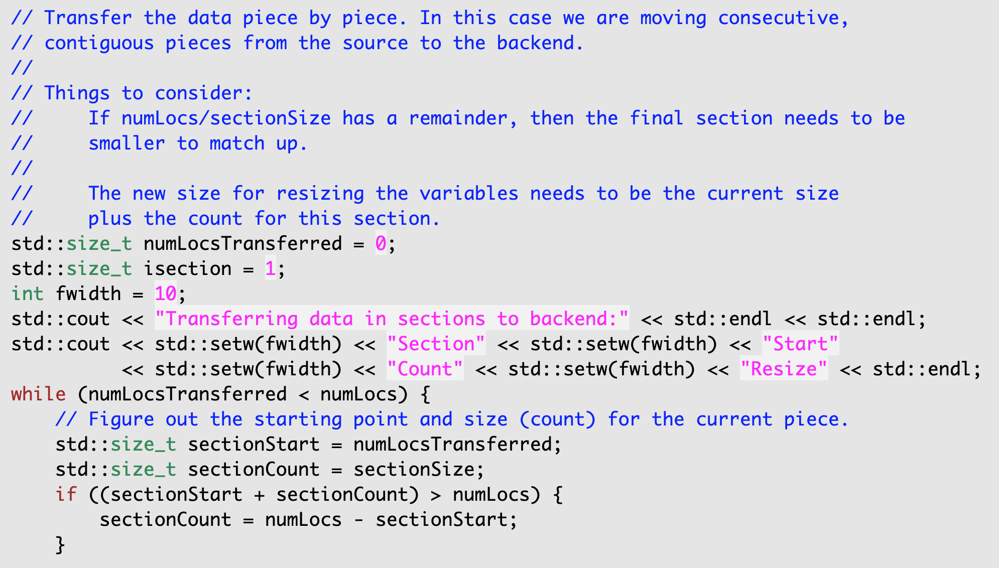 // Transfer the data piece by piece. In this case we are moving consecutive,
// contiguous pieces from the source to the backend.
//
// Things to consider:
//     If numLocs/sectionSize has a remainder, then the final section needs to be
//     smaller to match up.
//
//     The new size for resizing the variables needs to be the current size
//     plus the count for this section.
std::size_t numLocsTransferred = 0;
std::size_t isection = 1;
int fwidth = 10;
std::cout << "Transferring data in sections to backend:" << std::endl << std::endl;
std::cout << std::setw(fwidth) << "Section" << std::setw(fwidth) << "Start"
          << std::setw(fwidth) << "Count" << std::setw(fwidth) << "Resize" << std::endl;
while (numLocsTransferred < numLocs) {
    // Figure out the starting point and size (count) for the current piece.
    std::size_t sectionStart = numLocsTransferred;
    std::size_t sectionCount = sectionSize;
    if ((sectionStart + sectionCount) > numLocs) {
        sectionCount = numLocs - sectionStart;
    }